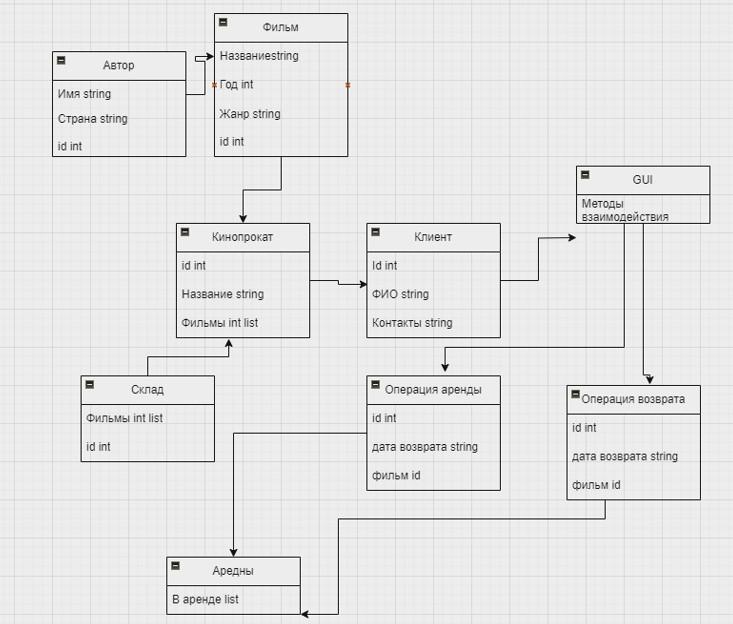 Фильм
Названиеstring
Год int
Жанр string
id int
Автор
Имя string
Страна string
id int
GUI
Методы
взаимодействия
Кинопрокат
id int
Название string
Фильмы int list
Клиент
Id int
ФИО string
Контакты string
Склад
Фильмы int list
id int
Операция аренды
id int
дата возврата string
фильм id
Операция возврата
id int
дата возврата string
фильм id
Аредны
В аренде list